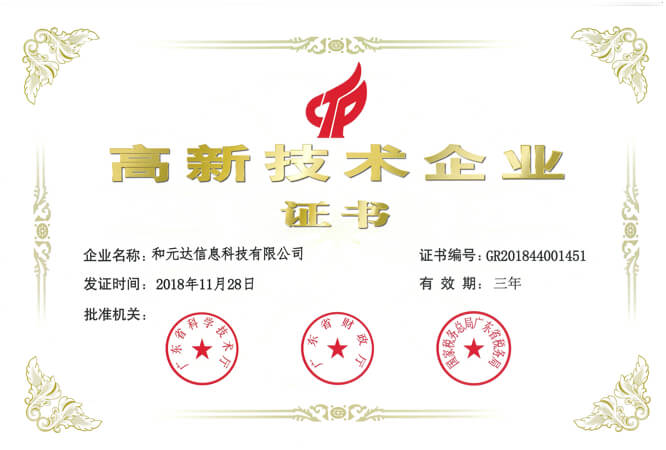 高新技术企业
证书
企业名称：和元达信息科技有限公司
证书编号：GR201844001451
发证时间：2018年11月28日
有效期：三年
批准机关：
广东省科学技术厅
广东省财政厅
国家税务总局广东省税务局